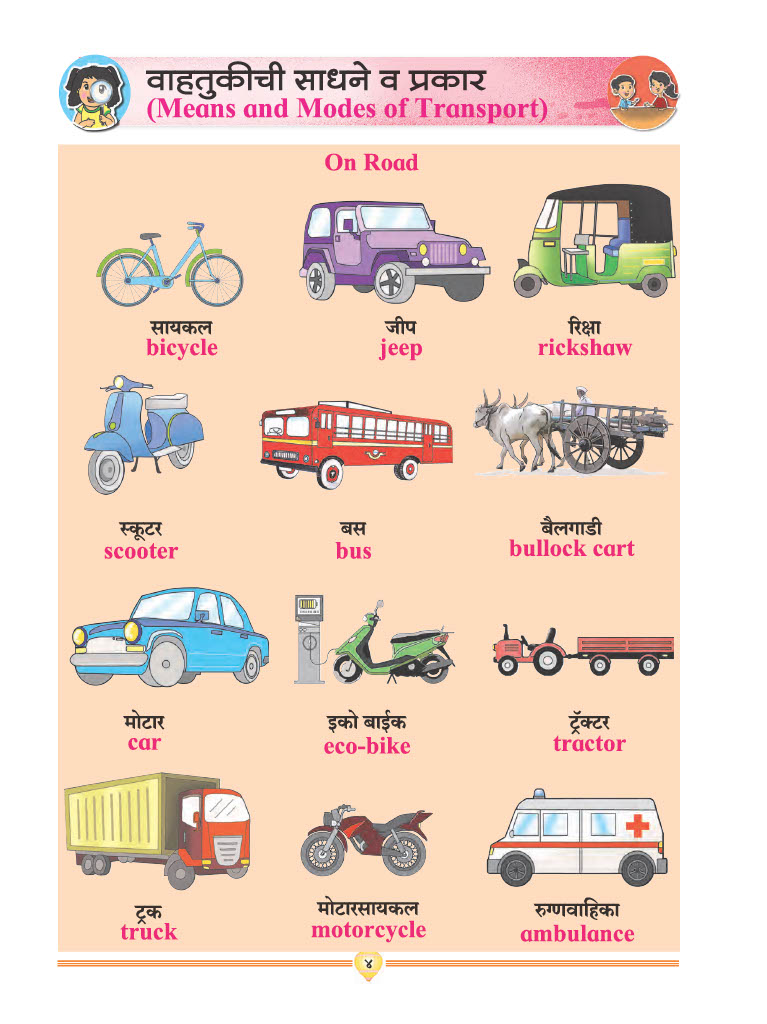 वाहतुकीची साधने व प्रकार
(Means and Modes of Transport)
On Road
सायकल
bicycle
जीप
jeep
रिक्षा
rickshaw
स्कूटर
scooter
बस
bus
बैलगाडी
bullock cart
मोटार
car
इको बाईक
eco-bike
ट्रॅक्टर
tractor
ट्रक
truck
मोटारसायकल
motorcycle
रुग्णवाहिका
ambulance
४